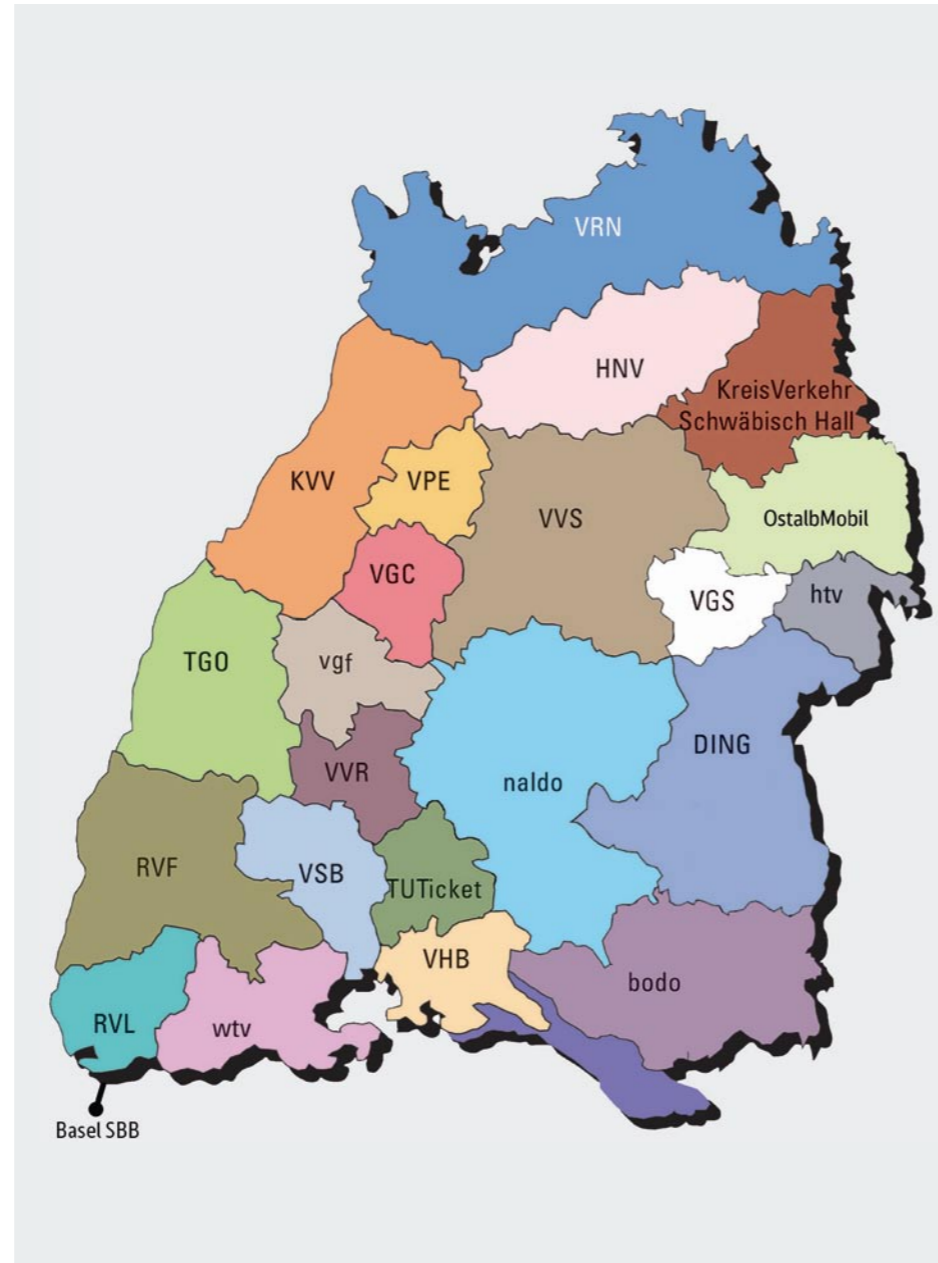 VRN
HNV
KreisVerkehr
Schwäbisch Hall
KVV
VPE
VVS
OstalbMobil
VGC
VGS
htv
TGO
vgf
DING
VVR
naldo
RVF
VSB
TUTicket
VHB
bodo
RVL
wtv
Basel SBB